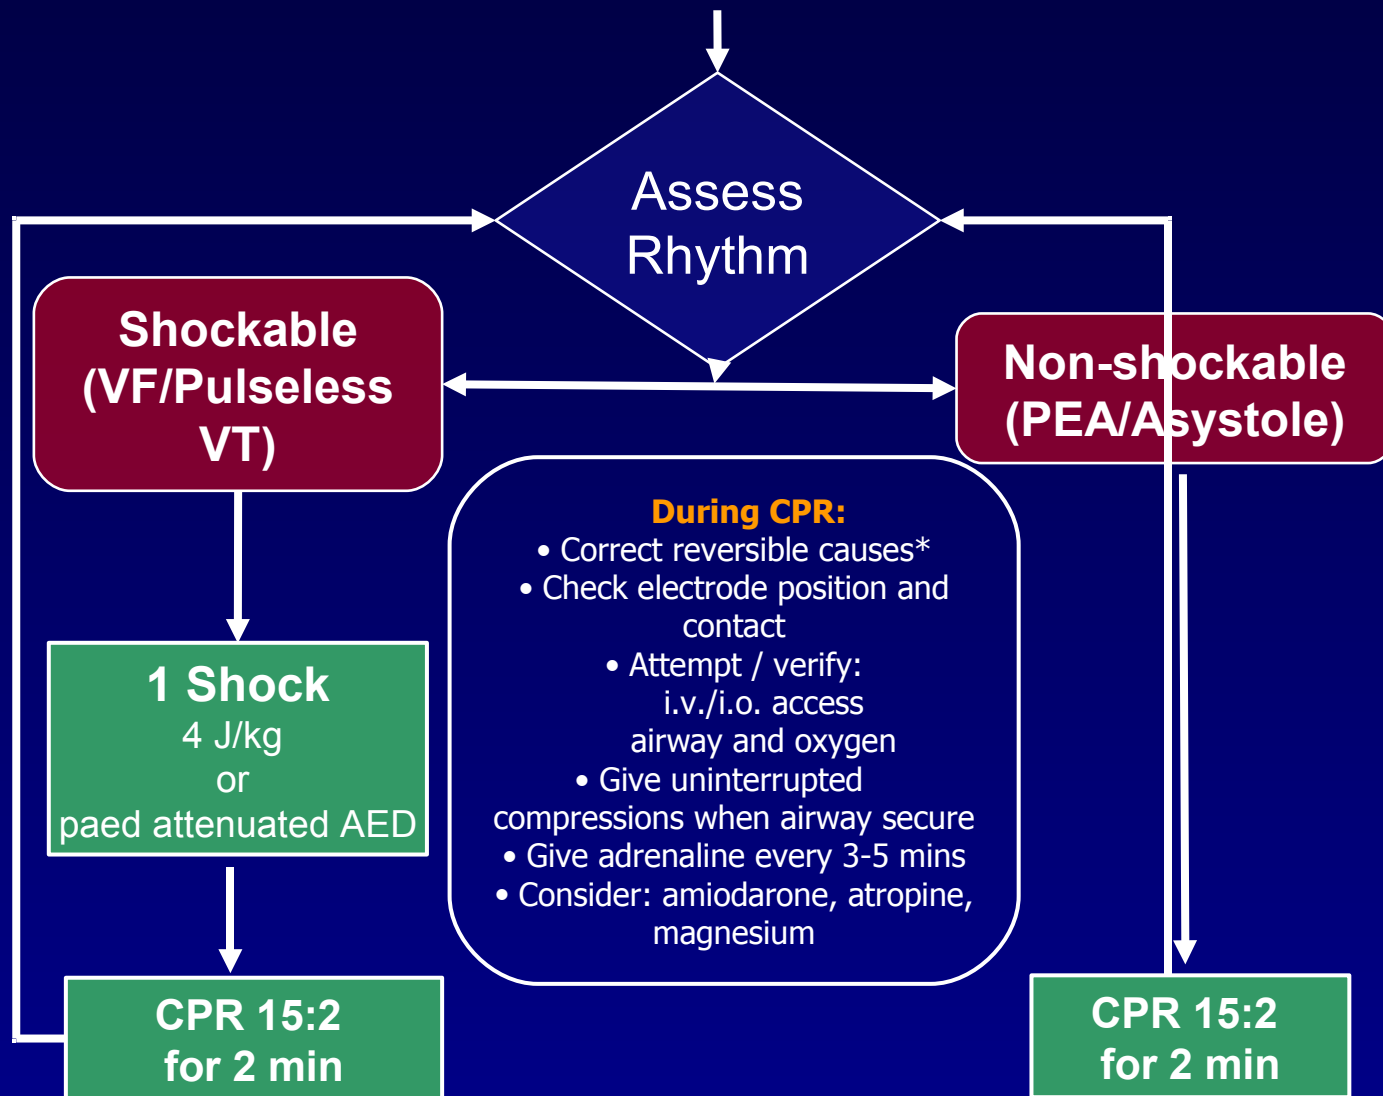 Assess
Rhythm
Shockable
(VF/Pulseless
VT)
Non-shockable
(PEA/Asystole)
During CPR:
• Correct reversible causes*
• Check electrode position and
contact
• Attempt / verify:
i.v./i.o. access
airway and oxygen
• Give uninterrupted
compressions when airway secure
• Give adrenaline every 3-5 mins
• Consider: amiodarone, atropine,
magnesium
1 Shock
4 J/kg
or
paed attenuated AED
CPR 15:2
for 2 min
CPR 15:2
for 2 min